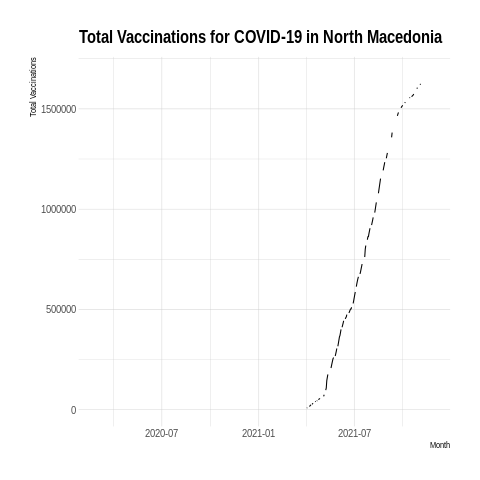 Total Vaccinations for COVID-19 in North Macedonia
Total Vaccinations
1500000
1000000
500000
0
2020-07
2021-01
2021-07
Month